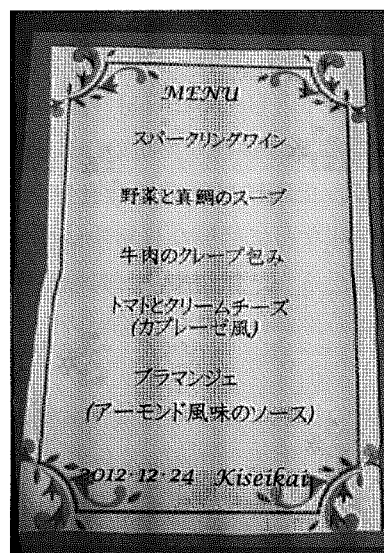 MENU
スパークリングワイン
野菜と真鯛のスープ
牛肉のクレープ包み
トマトとクリームチーズ
(カプレーゼ風)
ブラマンジェ
(アーモンド風味のソース)
2012・12・24 Kiseikai